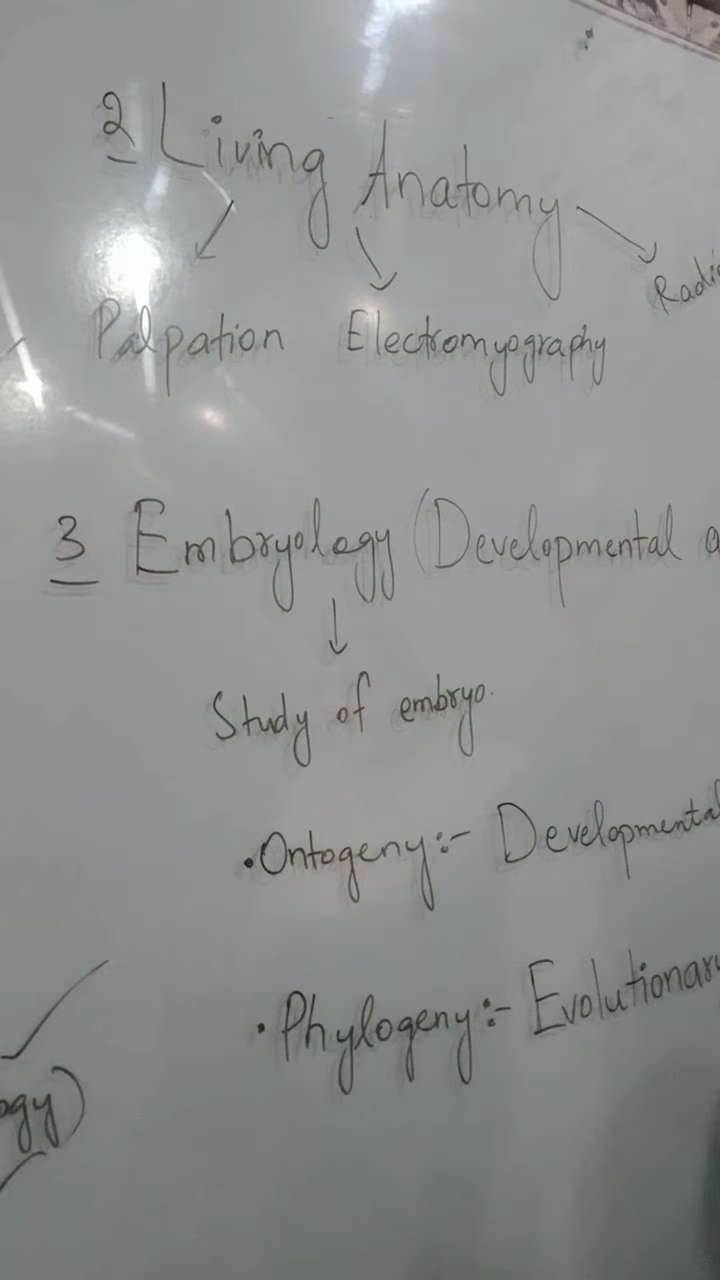 2 Living Anatomy
Palpation Electromyography
3 Embryology (Developmental
Study of embryo.
• Ontogeny:- Developmental
• Phylogeny:- Evolutionary